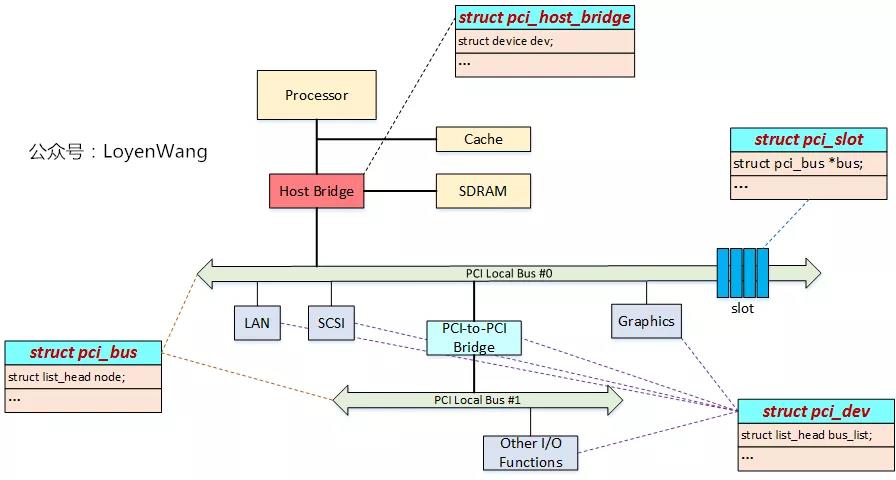 struct pci_host_bridge
struct device dev;
...
Processor
Cache
公众号：LoyenWang
struct pci_slot
struct pci_bus *bus;
...
Host Bridge
SDRAM
PCI Local Bus #0
slot
LAN
SCSI
PCI-to-PCI
Bridge
Graphics
struct pci_bus
struct list_head node;
...
PCI Local Bus #1
struct pci_dev
struct list_head bus_list;
...
Other I/O
Functions